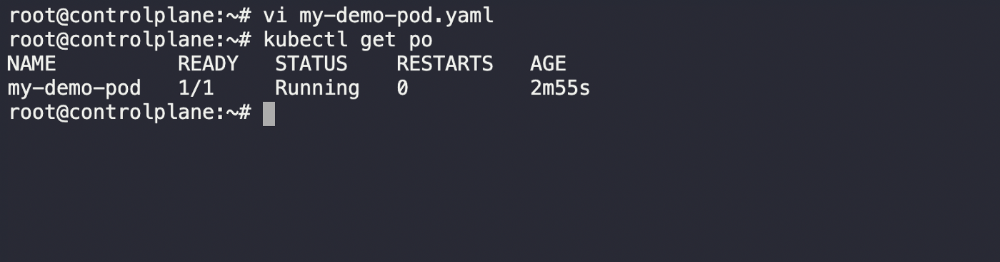 root@controlplane:~# vi my-demo-pod.yaml
root@controlplane:~# kubectl get po
NAME          READY   STATUS    RESTARTS   AGE
my-demo-pod   1/1     Running   0          2m55s
root@controlplane:~#